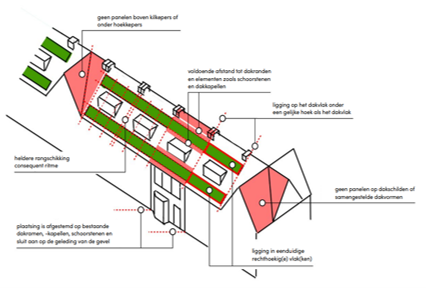 geen panelen boven kilkepers of
onder hoekkepers
voldoende afstand tot dakranden
en elementen zoals schoorstenen
en dakkapellen
ligging op het dakvlak onder
een gelijke hoek als het dakvlak
heldere rangschikking
consequent ritme
geen panelen op dakschilden of
samengestelde dakvormen
plaatsing is afgestemd op bestaande
dakramen, -kapellen, schoorstenen en
sluit aan op de geleding van de gevel
ligging in eenduidige
rechthoekig(e) vlak(ken)